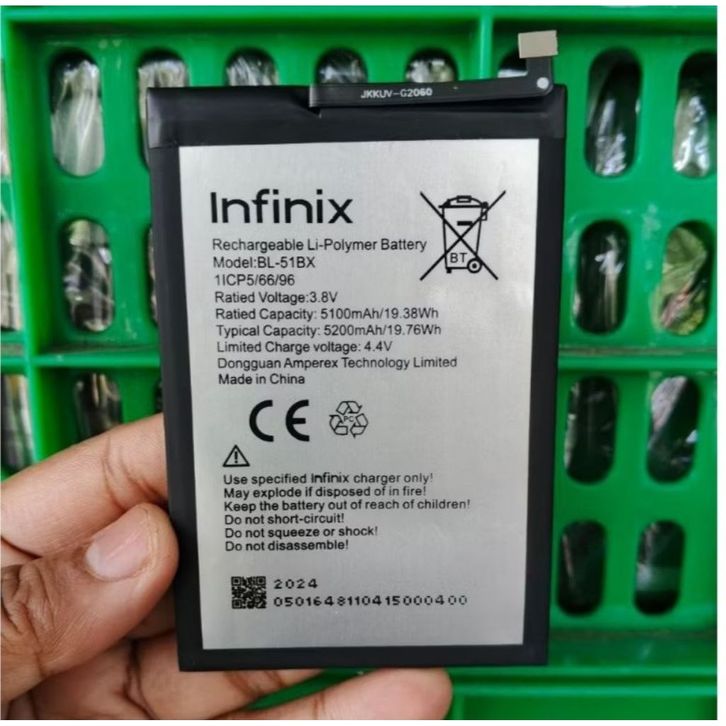 JKKUV-G2060
Infinix
Rechargeable Li-Polymer Battery
Model:BL-51BX
1ICP5/66/96
Ratied Voltage:3.8V
Ratied Capacity: 5100mAh/19.38Wh
Typical Capacity: 5200mAh/19.76Wh
Limited Charge voltage: 4.4V
Dongguan Amperex Technology Limited
Made in China
BT
CE
PC
Use specified Infinix charger only!
May explode if disposed of in fire!
Keep the battery out of reach of children!
Do not short-circuit!
Do not squeeze or shock!
Do not disassemble!
2024
0501648110415000400